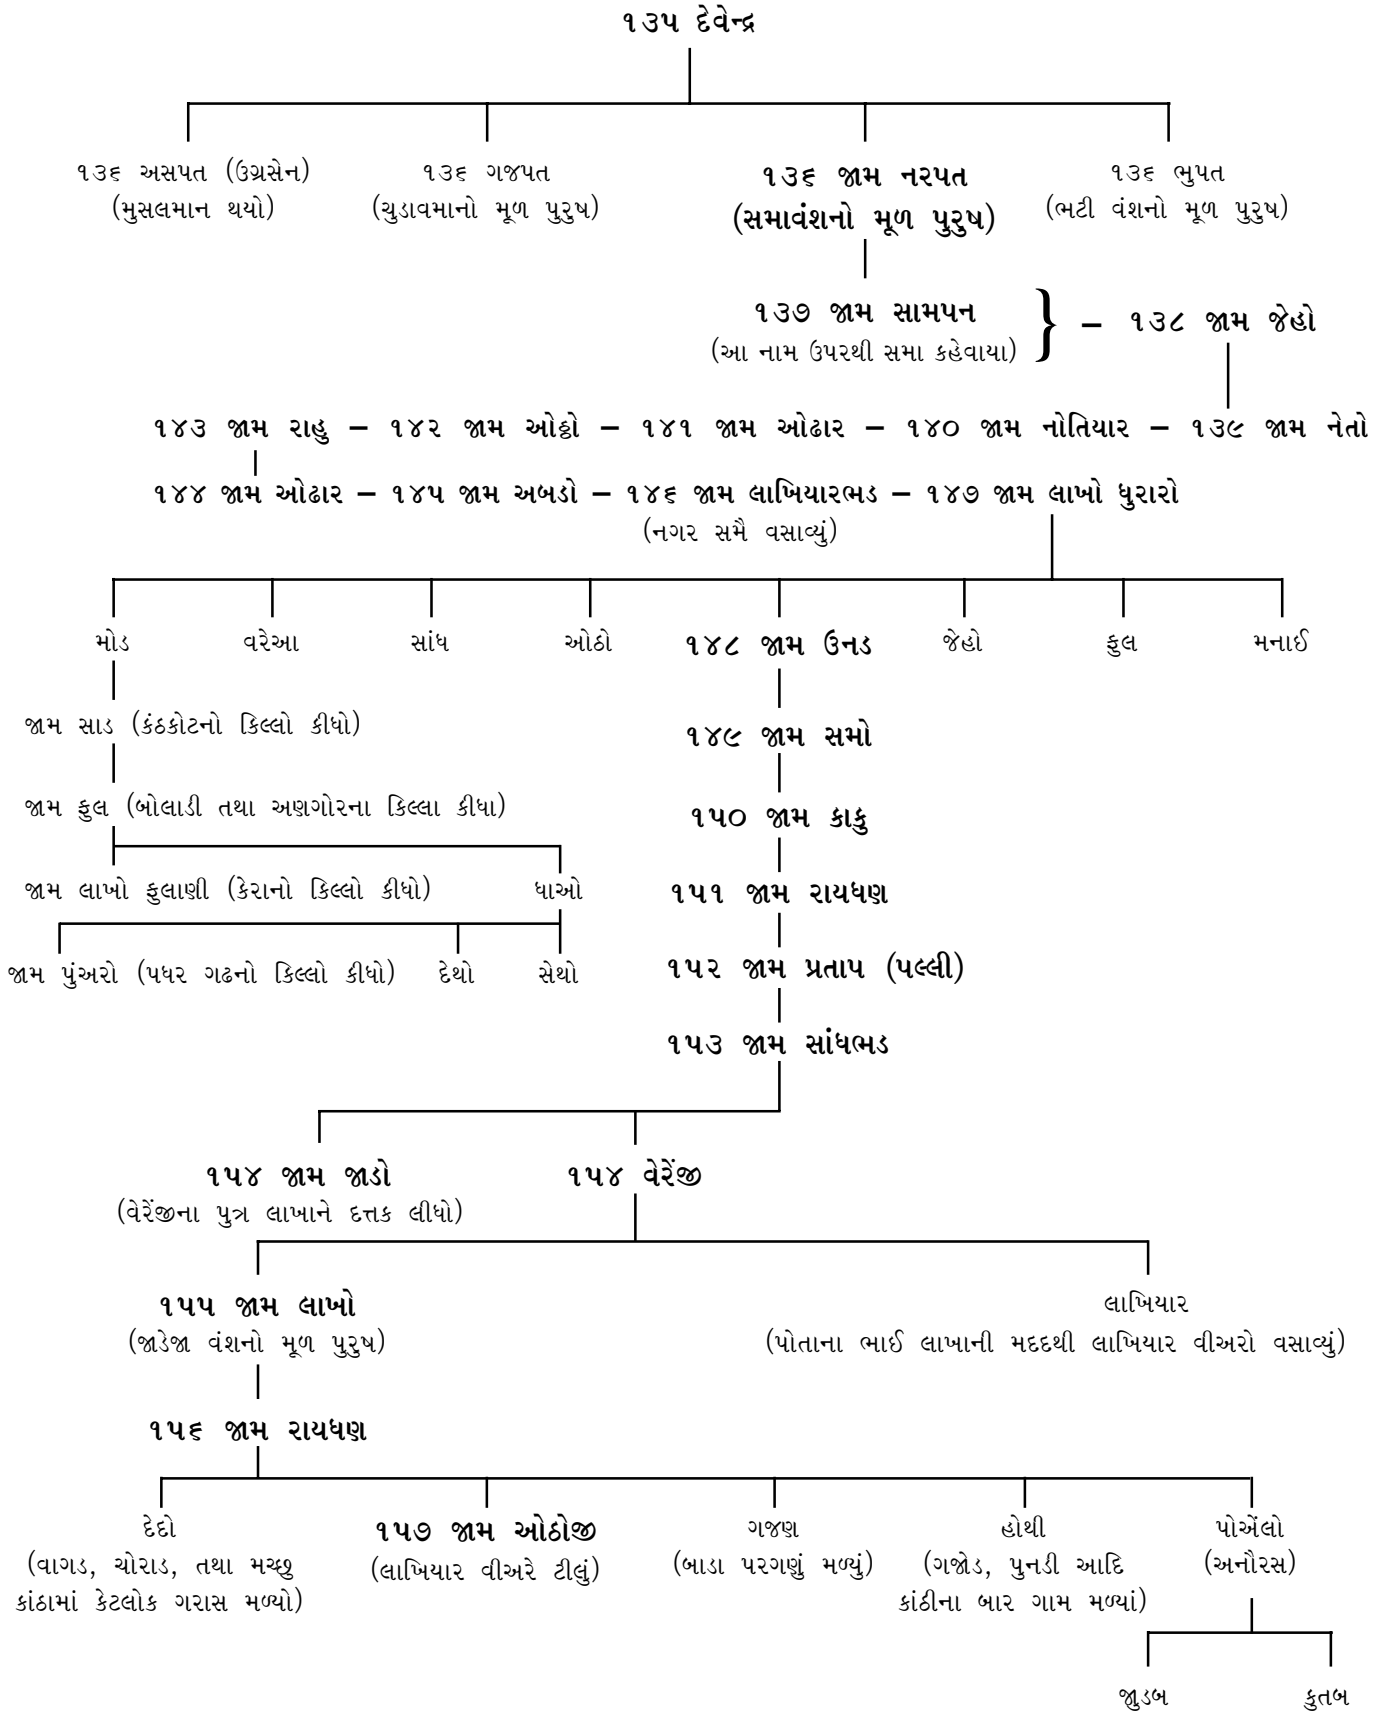 ૧૩૫ દેવેન્દ્ર
૧૩૬ અસપત (ઉગ્રસેન)
(મુસલમાન થયો)
૧૩૬ ગજપત
(ચુડાવમાનો મૂળ પુરુષ)
૧૩૬ જામ નરપત
(સમાવંશનો મૂળ પુરુષ)
૧૩૬ ભુપત
(ભટી વંશનો મૂળ પુરુષ)
૧૩૭ જામ સામપન
(આ નામ ઉપરથી સમા કહેવાયા)
} – ૧૩૮ જામ જેહો
૧૪૩ જામ રાહુ – ૧૪૨ જામ ઓઠ્ઠો – ૧૪૧ જામ ઓઢાર – ૧૪૦ જામ નોતિયાર – ૧૩૯ જામ નેતો
૧૪૪ જામ ઓઢાર – ૧૪૫ જામ અબડો – ૧૪૬ જામ લાખિયારભડ – ૧૪૭ જામ લાખો ધુરારો
(નગર સમૈ વસાવ્યું)
મોડ
વરેઆ
સાંધ
ઓઠો
૧૪૮ જામ ઉનડ
જેહો
ફુલ
મનાઈ
જામ સાડ (કંઠકોટનો કિલ્લો કીધો)
૧૪૯ જામ સમો
જામ ફુલ (બોલાડી તથા અણગોરના કિલ્લા કીધા)
૧૫૦ જામ કાકુ
જામ લાખો ફુલાણી (કેરાનો કિલ્લો કીધો)
ધાઓ
૧૫૧ જામ રાયધણ
જામ પુંઅરો (પધર ગઢનો કિલ્લો કીધો)
દેથો
સેથો
૧૫૨ જામ પ્રતાપ (પલ્લી)
૧૫૩ જામ સાંધભડ
૧૫૪ જામ જાડો
(વેરેંજીના પુત્ર લાખાને દત્તક લીધો)
૧૫૪ વેરેંજી
૧૫૫ જામ લાખો
(જાડેજા વંશનો મૂળ પુરુષ)
લાખિયાર
(પોતાના ભાઈ લાખાની મદદથી લાખિયાર વીઅરો વસાવ્યું)
૧૫૬ જામ રાયધણ
દેદો
(વાગડ, ચોરાડ, તથા મચ્છુ
કાંઠામાં કેટલોક ગરાસ મળ્યો)
૧૫૭ જામ ઓઠોજી
(લાખિયાર વીઅરે ટીલું)
ગજણ
(બાડા પરગણું મળ્યું)
હોથી
(ગજોડ, પુનડી આદિ
કાંઠીના બાર ગામ મળ્યાં)
પોએંલો
(અનૌરસ)
જાુડબ
કુતબ